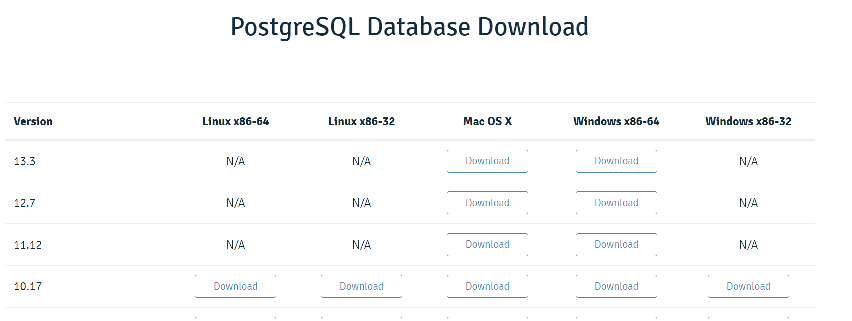 PostgreSQL Database Download
Version Linux x86-64 Linux x86-32 Mac OS X Windows x86-64 Windows x86-32
13.3 N/A N/A Download Download N/A
12.7 N/A N/A Download Download N/A
11.12 N/A N/A Download Download N/A
10.17 Download Download Download Download Download